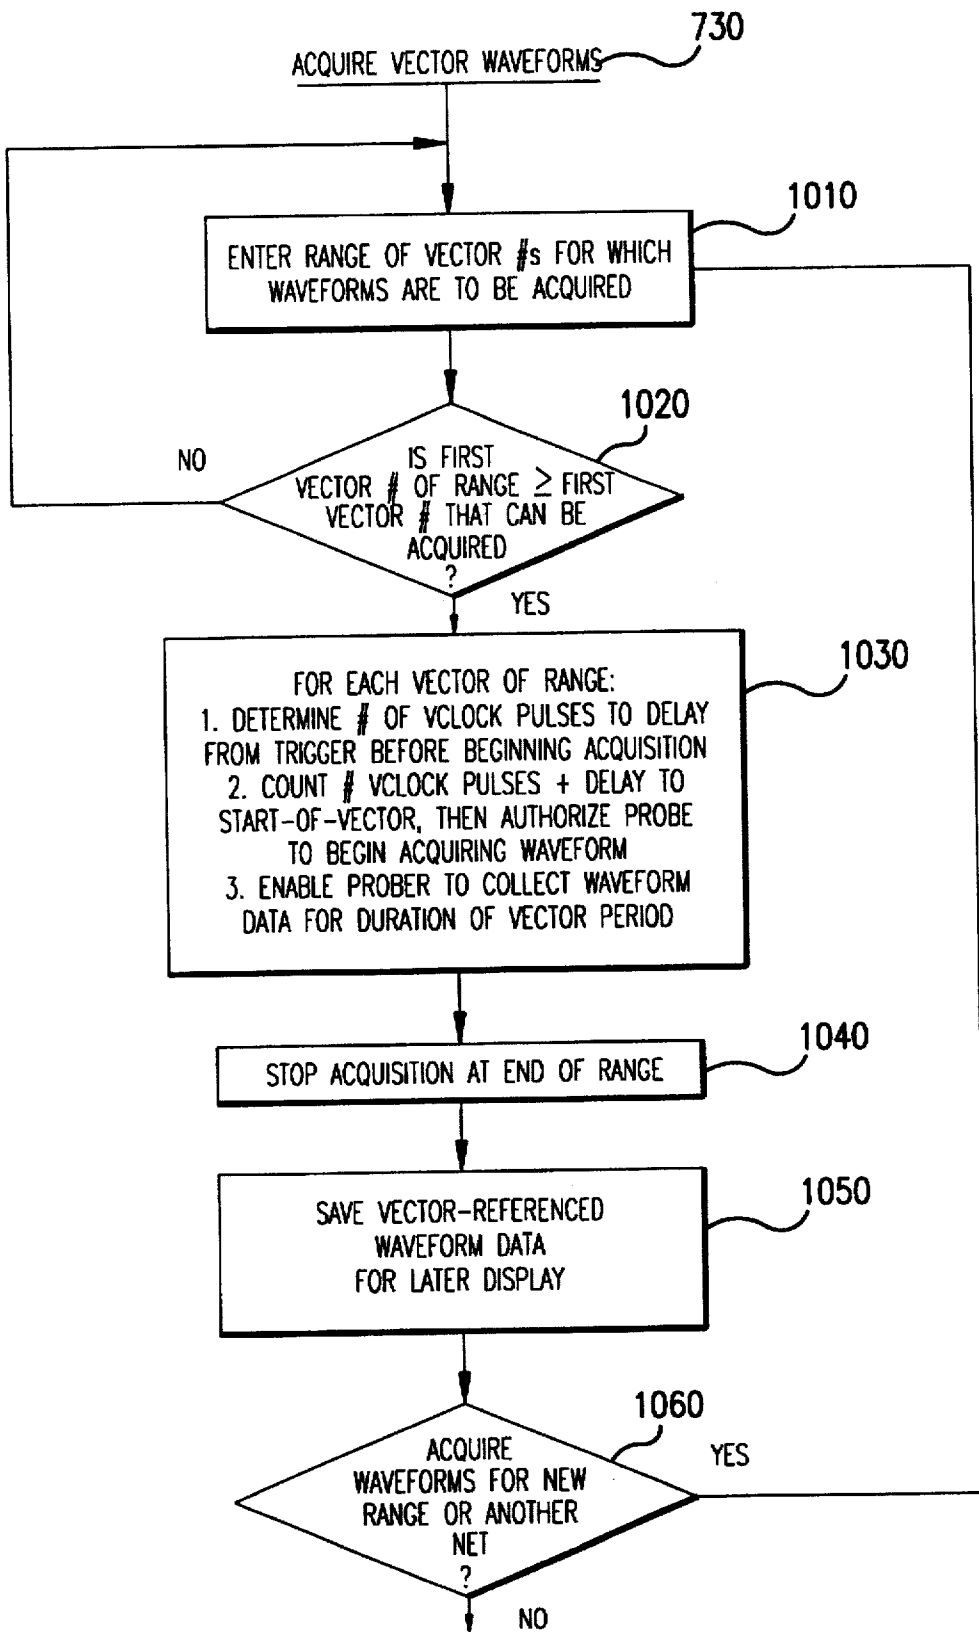 730
ACQUIRE VECTOR WAVEFORMS
1010
ENTER RANGE OF VECTOR #s FOR WHICH
WAVEFORMS ARE TO BE ACQUIRED
1020
NO
IS FIRST
VECTOR # OF RANGE ≥ FIRST
VECTOR # THAT CAN BE
ACQUIRED
?
YES
1030
FOR EACH VECTOR OF RANGE:
1. DETERMINE # OF VCLOCK PULSES TO DELAY
FROM TRIGGER BEFORE BEGINNING ACQUISITION
2. COUNT # VCLOCK PULSES + DELAY TO
START-OF-VECTOR, THEN AUTHORIZE PROBE
TO BEGIN ACQUIRING WAVEFORM
3. ENABLE PROBER TO COLLECT WAVEFORM
DATA FOR DURATION OF VECTOR PERIOD
1040
STOP ACQUISITION AT END OF RANGE
1050
SAVE VECTOR-REFERENCED
WAVEFORM DATA
FOR LATER DISPLAY
1060
YES
ACQUIRE
WAVEFORMS FOR NEW
RANGE OR ANOTHER
NET
?
NO